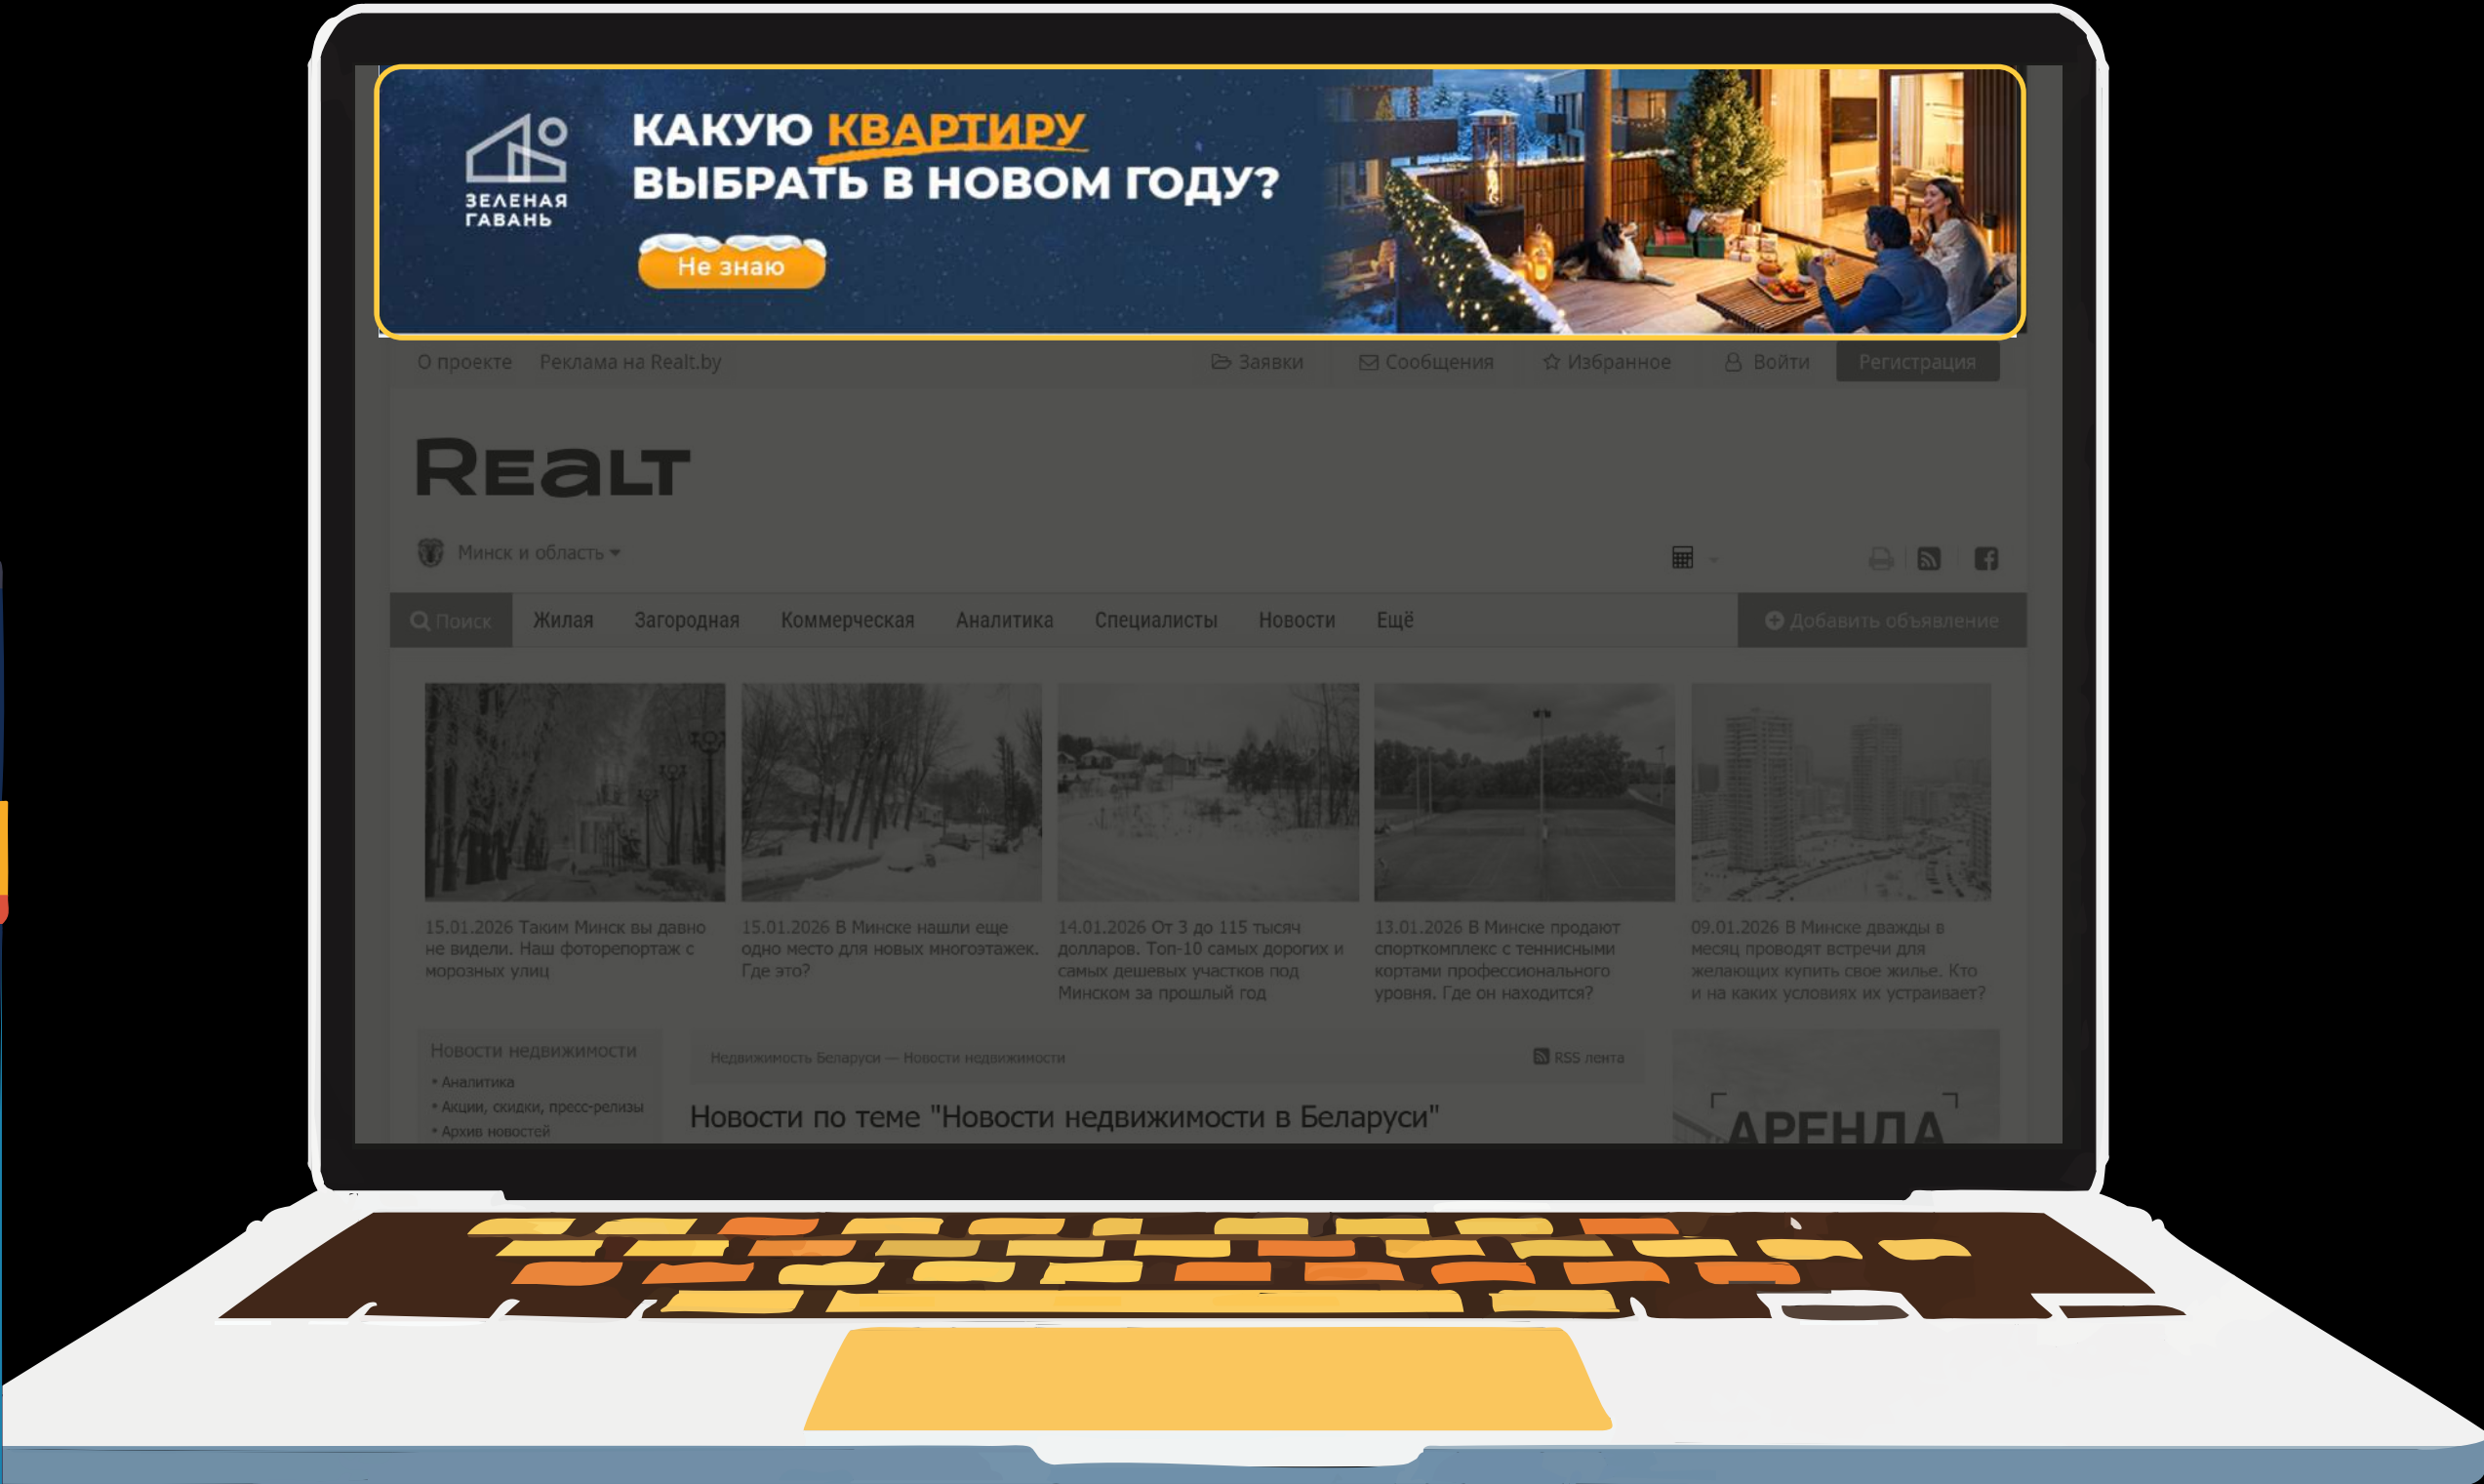 ЗЕЛЕНАЯ
ГАВАНЬ
КАКУЮ КВАРТИРУ
ВЫБРАТЬ В НОВОМ ГОДУ?
Не знаю
О проекте Реклама на Realt.by Заявки Сообщения Избранное Войти Регистрация
REaLT
Минск и область
Поиск Жилая Загородная Коммерческая Аналитика Специалисты Новости Ещё Добавить объявление
15.01.2026 Таким Минск вы давно
не видели. Наш фоторепортаж с
морозных улиц
15.01.2026 В Минске нашли еще
одно место для новых многоэтажек.
Где это?
14.01.2026 От 3 до 115 тысяч
долларов. Топ-10 самых дорогих и
самых дешевых участков под
Минском за прошлый год
13.01.2026 В Минске продают
спорткомплекс с теннисными
кортами профессионального
уровня. Где он находится?
09.01.2026 В Минске дважды в
месяц проводят встречи для
желающих купить свое жилье. Кто
и на каких условиях их устраивает?
Новости недвижимости
• Аналитика
• Акции, скидки, пресс-релизы
• Архив новостей
Недвижимость Беларуси — Новости недвижимости RSS лента
Новости по теме "Новости недвижимости в Беларуси"
АРЕНДА